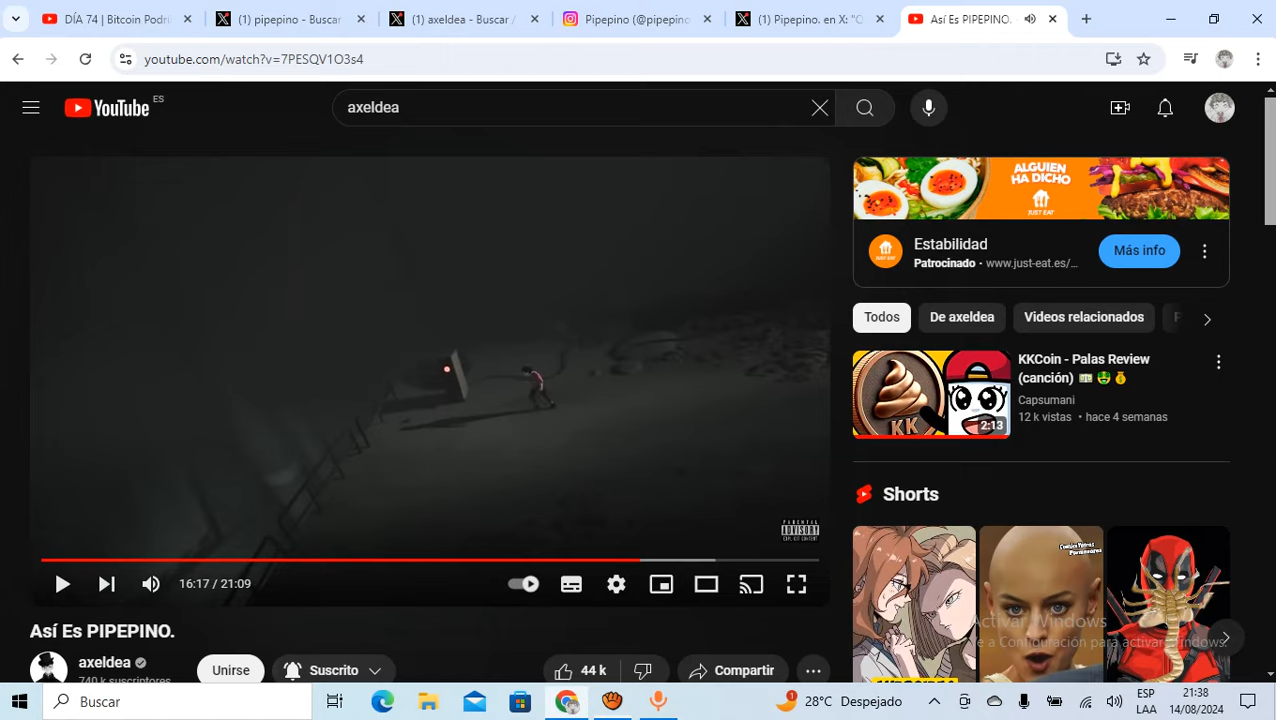 DÍA 74 | Bitcoin Podri
(1) pipepino - Buscar
(1) axeldea - Buscar /
Pipepino (@pipepino
(1) Pipepino. en X: "O
Así Es PIPEPINO.
youtube.com/watch?v=7PESQV1O3s4
YouTube ES
axeldea
ALGUIEN
HA DICHO
JUST EAT
Estabilidad
Patrocinado • www.just-eat.es/...
Más info
Todos
De axeldea
Videos relacionados
KKCoin - Palas Review
(canción)
Capsumani
12 k vistas • hace 4 semanas
KK
2:13
Shorts
PARENTAL
ADVISORY
EXPLICIT CONTENT
16:17 / 21:09
Así Es PIPEPINO.
axeldea
740 k suscriptores
Unirse
Suscrito
44 k
Compartir
Activar Windows
Ve a Configuración para activar Windows.
Buscar
1
28°C Despejado
ESP
LAA
21:38
14/08/2024